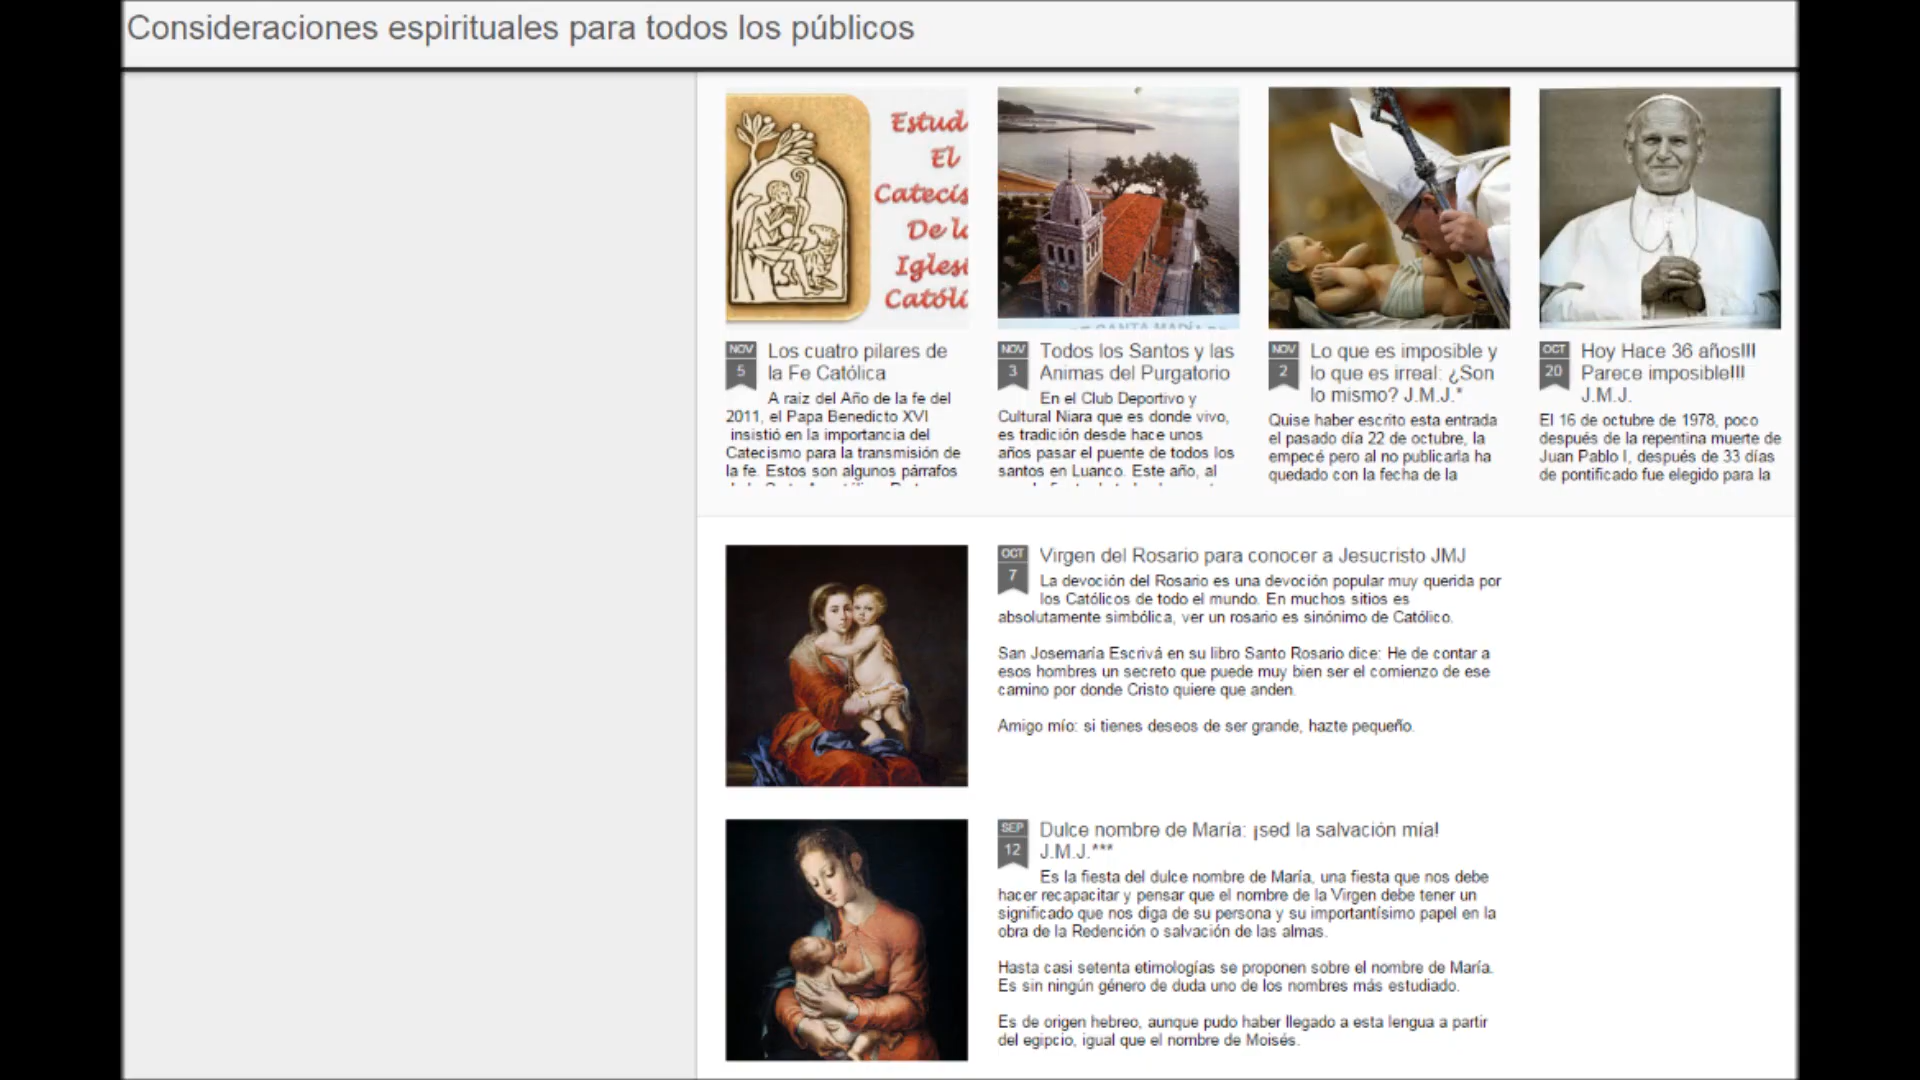 Consideraciones espirituales para todos los públicos
Estud
El
Catecis
De la
Iglesi
Católi
NOV
5
Los cuatro pilares de
la Fe Católica
A raiz del Año de la fe del
2011, el Papa Benedicto XVI
insistió en la importancia del
Catecismo para la transmisión de
la fe. Estos son algunos párrafos
NOV
3
Todos los Santos y las
Animas del Purgatorio
En el Club Deportivo y
Cultural Niara que es donde vivo,
es tradición desde hace unos
años pasar el puente de todos los
santos en Luanco. Este año, al
NOV
2
Lo que es imposible y
lo que es irreal: ¿Son
lo mismo? J.M.J.*
Quise haber escrito esta entrada
el pasado día 22 de octubre, la
empecé pero al no publicarla ha
quedado con la fecha de la
OCT
20
Hoy Hace 36 años!!!
Parece imposible!!!
J.M.J.
El 16 de octubre de 1978, poco
después de la repentina muerte de
Juan Pablo I, después de 33 días
de pontificado fue elegido para la
OCT
7
Virgen del Rosario para conocer a Jesucristo JMJ
La devoción del Rosario es una devoción popular muy querida por
los Católicos de todo el mundo. En muchos sitios es
absolutamente simbólica, ver un rosario es sinónimo de Católico.
San Josemaría Escrivá en su libro Santo Rosario dice: He de contar a
esos hombres un secreto que puede muy bien ser el comienzo de ese
camino por donde Cristo quiere que anden.
Amigo mío: si tienes deseos de ser grande, hazte pequeño.
SEP
12
Dulce nombre de María: ¡sed la salvación mía!
J.M.J.***
Es la fiesta del dulce nombre de María, una fiesta que nos debe
hacer recapacitar y pensar que el nombre de la Virgen debe tener un
significado que nos diga de su persona y su importantísimo papel en la
obra de la Redención o salvación de las almas.
Hasta casi setenta etimologías se proponen sobre el nombre de María.
Es sin ningún género de duda uno de los nombres más estudiado.
Es de origen hebreo, aunque pudo haber llegado a esta lengua a partir
del egipcio, igual que el nombre de Moisés.